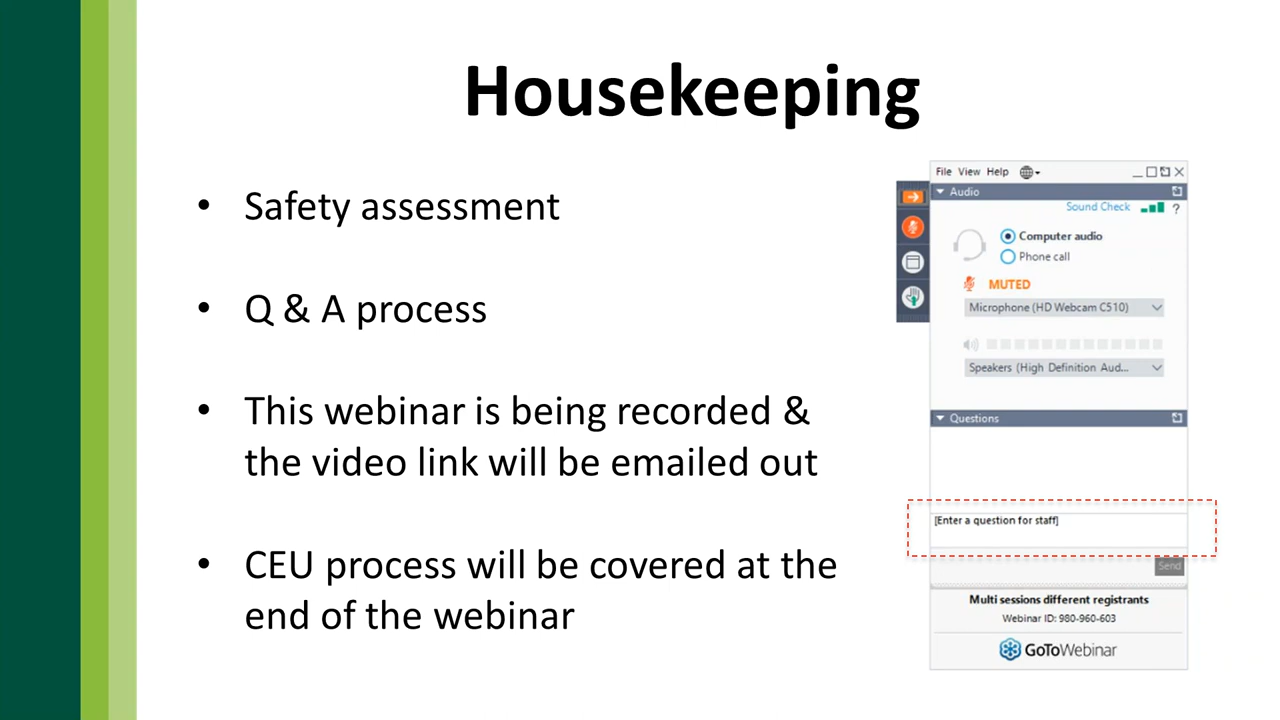 Housekeeping
• Safety assessment
• Q & A process
• This webinar is being recorded &
the video link will be emailed out
• CEU process will be covered at the
end of the webinar
File View Help
Audio
Sound Check ?
Computer audio
Phone call
MUTED
Microphone (HD Webcam C510)
Speakers (High Definition Aud...
Questions
[Enter a question for staff]
Send
Multi sessions different registrants
Webinar ID: 980-960-603
GoToWebinar